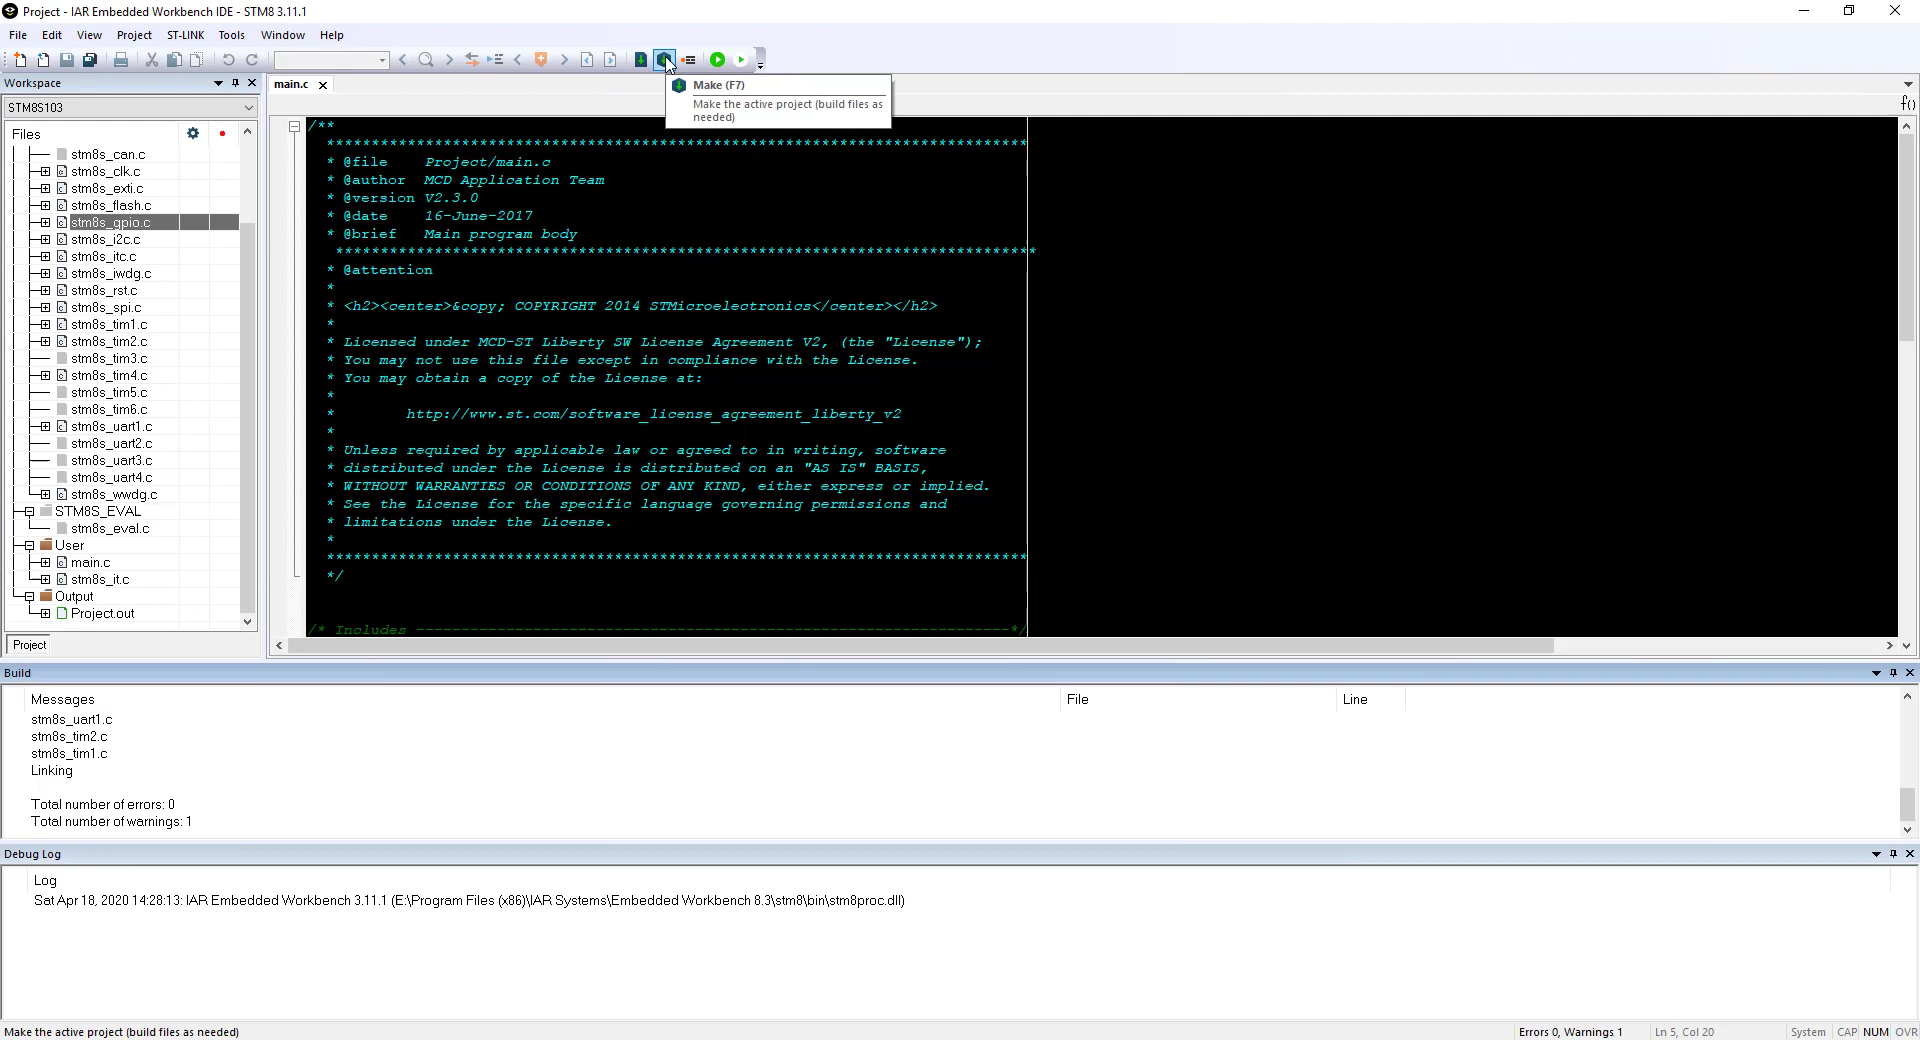 Project - IAR Embedded Workbench IDE - STM8 3.11.1
File Edit View Project ST-LINK Tools Window Help
Workspace
main.c
Make (F7)
Make the active project (build files as
needed)
STM8S103
Files
stm8s_can.c
stm8s_clk.c
stm8s_exti.c
stm8s_flash.c
stm8s_gpio.c
stm8s_i2c.c
stm8s_itc.c
stm8s_iwdg.c
stm8s_rst.c
stm8s_spi.c
stm8s_tim1.c
stm8s_tim2.c
stm8s_tim3.c
stm8s_tim4.c
stm8s_tim5.c
stm8s_tim6.c
stm8s_uart1.c
stm8s_uart2.c
stm8s_uart3.c
stm8s_uart4.c
stm8s_wwdg.c
STM8S_EVAL
stm8s_eval.c
User
main.c
stm8s_it.c
Output
Project.out
Project
f()
/**
******************************************************************************
* @file Project/main.c
* @author MCD Application Team
* @version V2.3.0
* @date 16-June-2017
* @brief Main program body
******************************************************************************
* @attention
*
* <h2><center>&copy; COPYRIGHT 2014 STMicroelectronics</center></h2>
*
* Licensed under MCD-ST Liberty SW License Agreement V2, (the "License");
* You may not use this file except in compliance with the License.
* You may obtain a copy of the License at:
*
* http://www.st.com/software_license_agreement_liberty_v2
*
* Unless required by applicable law or agreed to in writing, software
* distributed under the License is distributed on an "AS IS" BASIS,
* WITHOUT WARRANTIES OR CONDITIONS OF ANY KIND, either express or implied.
* See the License for the specific language governing permissions and
* limitations under the License.
*
******************************************************************************
*/
/* Includes ------------------------------------------------------------------*/
Build
Messages File Line
stm8s_uart1.c
stm8s_tim2.c
stm8s_tim1.c
Linking
Total number of errors: 0
Total number of warnings: 1
Debug Log
Log
Sat Apr 18, 2020 14:28:13: IAR Embedded Workbench 3.11.1 (E:\Program Files (x86)\IAR Systems\Embedded Workbench 8.3\stm8\bin\stm8proc.dll)
Make the active project (build files as needed) Errors 0, Warnings 1 Ln 5, Col 20 System CAP NUM OVR